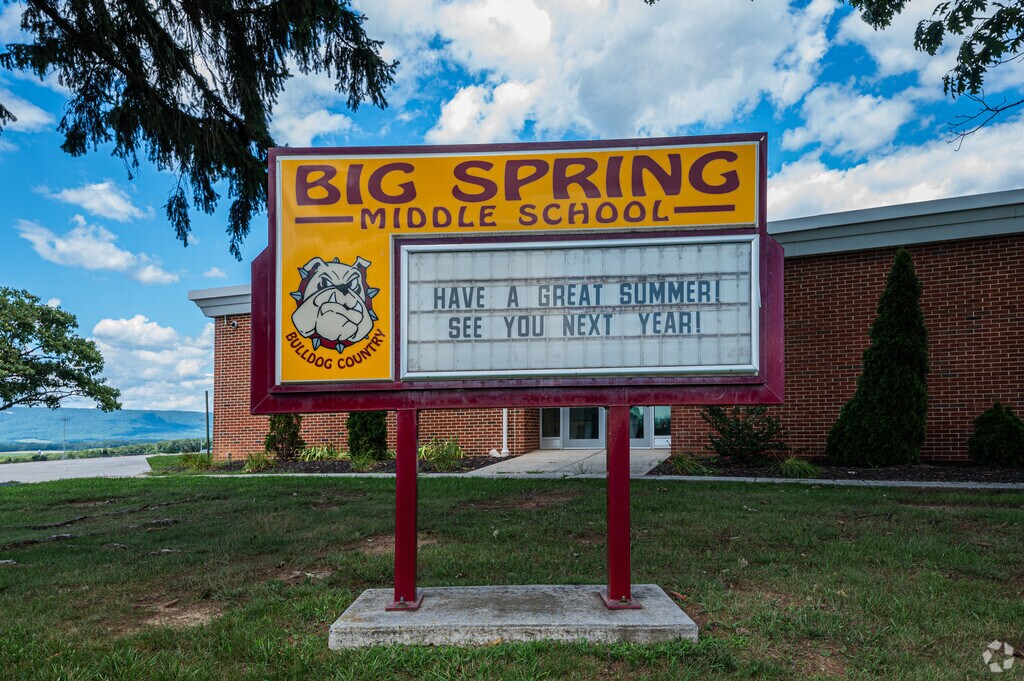 BIG SPRING
MIDDLE SCHOOL
HAVE A GREAT SUMMER!
SEE YOU NEXT YEAR!
BULLDOG COUNTRY